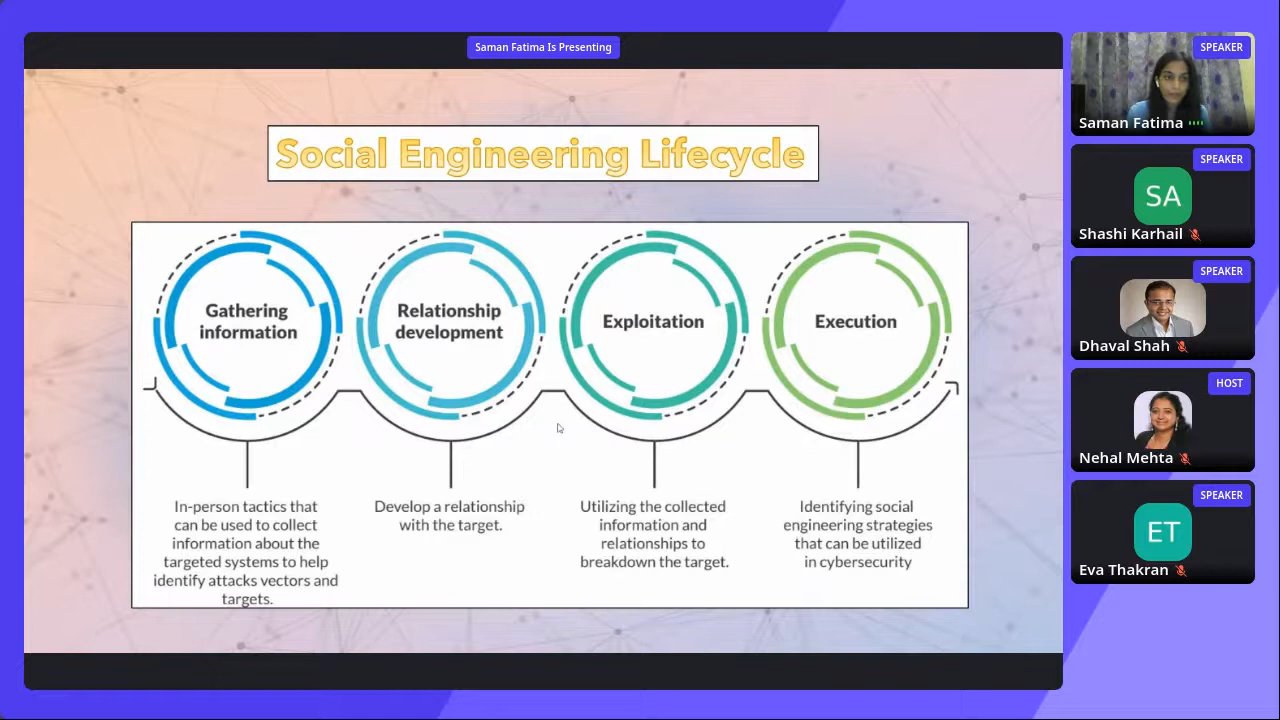 Saman Fatima Is Presenting
Social Engineering Lifecycle
Gathering
information
Relationship
development
Exploitation
Execution
In-person tactics that
can be used to collect
information about the
targeted systems to help
identify attacks vectors and
targets.
Develop a relationship
with the target.
Utilizing the collected
information and
relationships to
breakdown the target.
Identifying social
engineering strategies
that can be utilized
in cybersecurity
SPEAKER
Saman Fatima
SPEAKER
SA
Shashi Karhail
SPEAKER
Dhaval Shah
HOST
Nehal Mehta
SPEAKER
ET
Eva Thakran